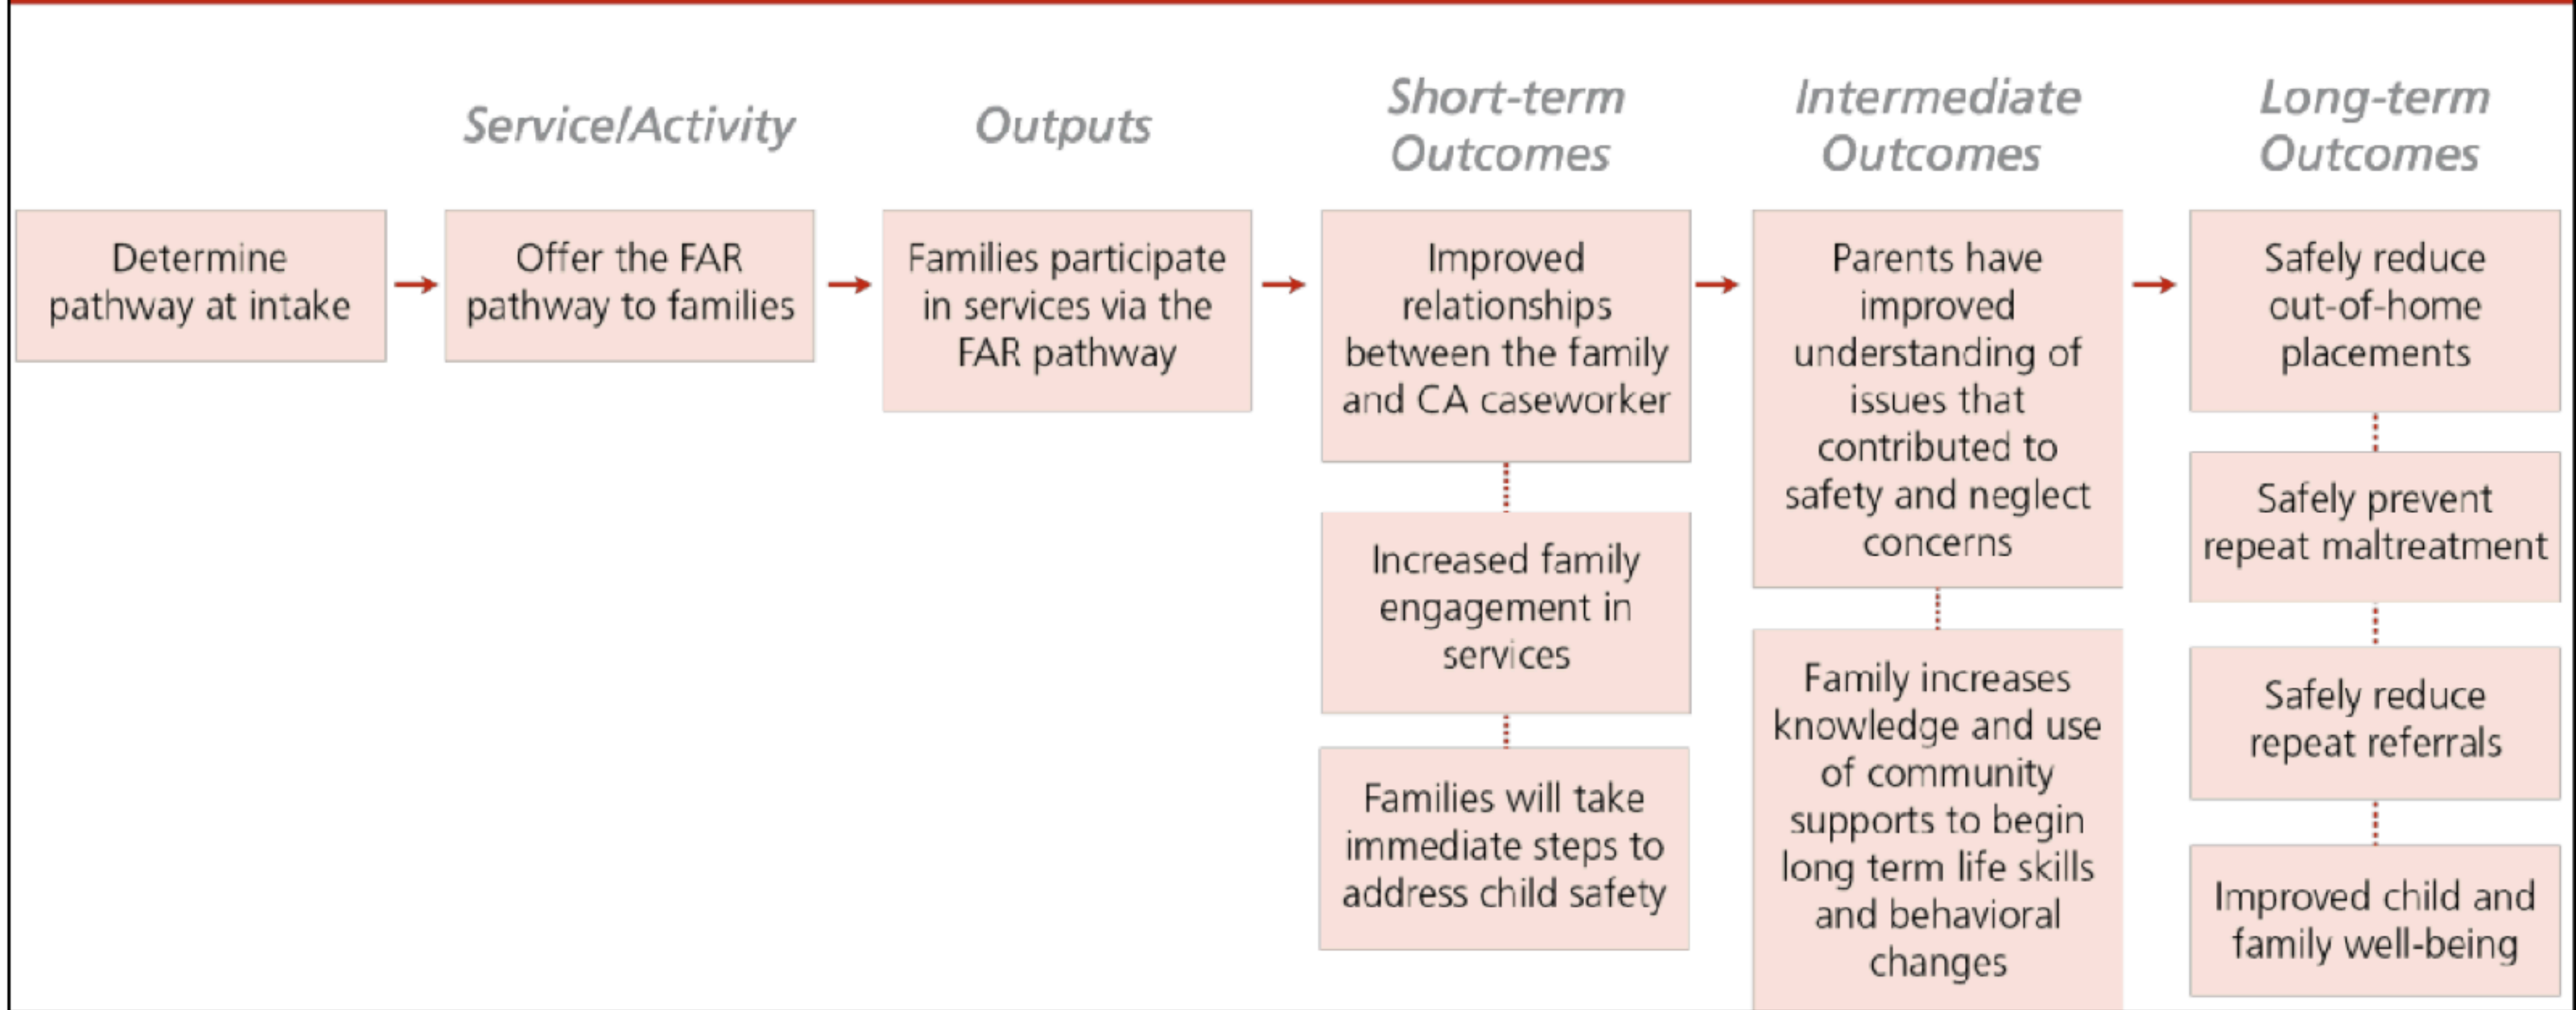 Service/Activity
Outputs
Short-term
Outcomes
Intermediate
Outcomes
Long-term
Outcomes
Determine
pathway at intake
Offer the FAR
pathway to families
Families participate
in services via the
FAR pathway
Improved
relationships
between the family
and CA caseworker
Increased family
engagement in
services
Families will take
immediate steps to
address child safety
Parents have
improved
understanding of
issues that
contributed to
safety and neglect
concerns
Family increases
knowledge and use
of community
supports to begin
long term life skills
and behavioral
changes
Safely reduce
out-of-home
placements
Safely prevent
repeat maltreatment
Safely reduce
repeat referrals
Improved child and
family well-being